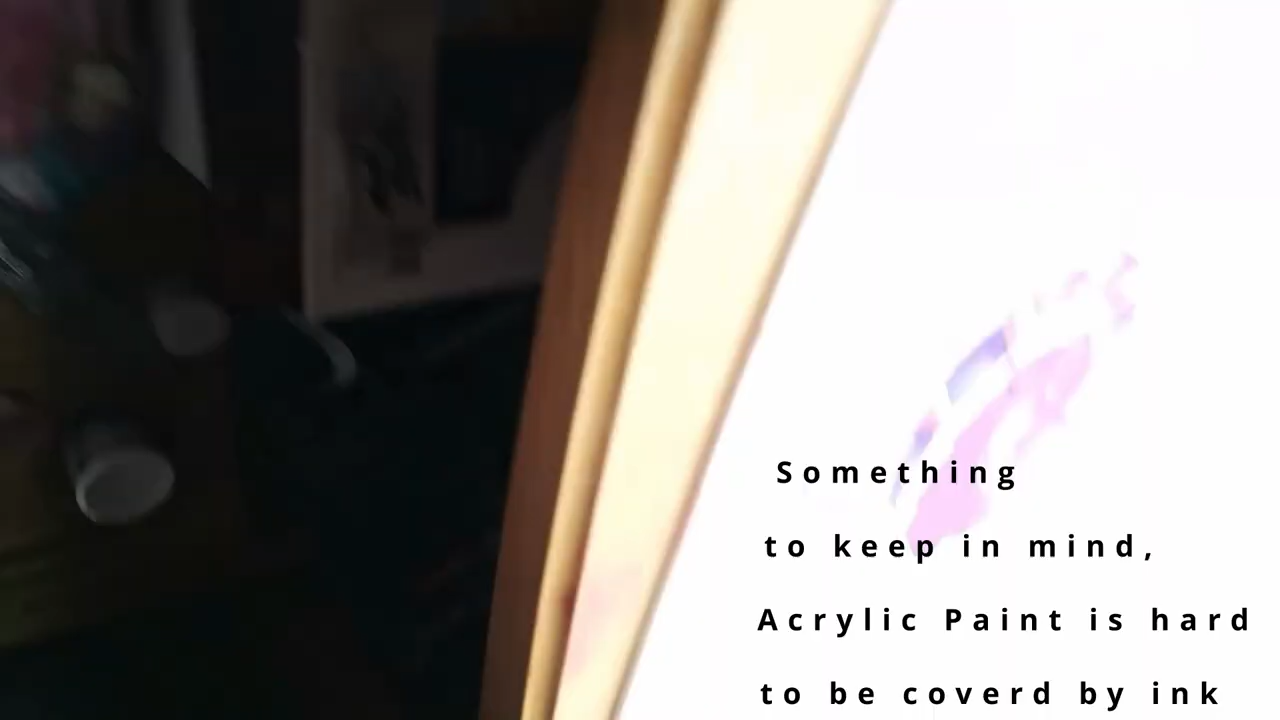 Something
to keep in mind,
Acrylic Paint is hard
to be coverd by ink